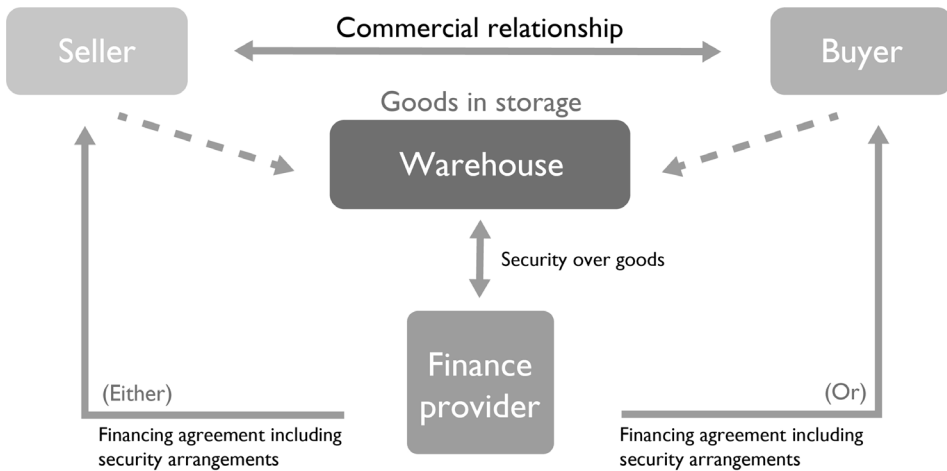 Commercial relationship
Seller
Buyer
Goods in storage
Warehouse
Security over goods
Finance
provider
(Either)
(Or)
Financing agreement including
security arrangements
Financing agreement including
security arrangements